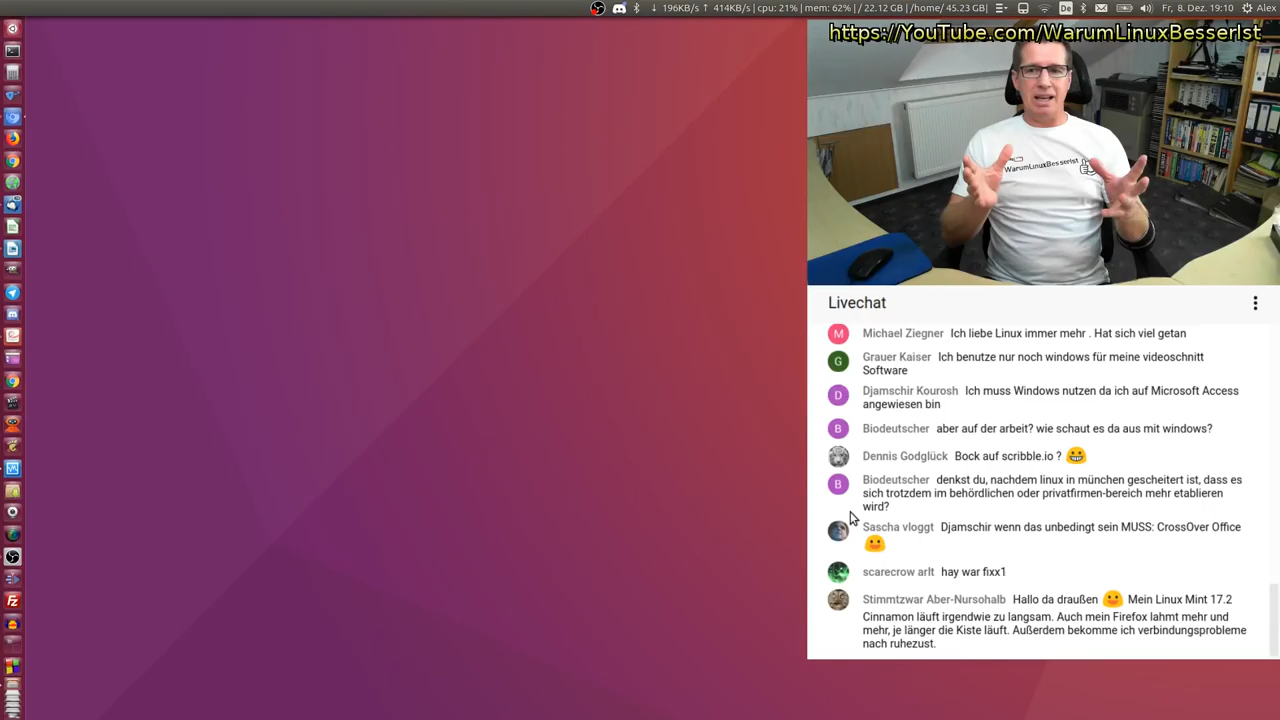 196KB/s 414KB/s | cpu: 21% | mem: 62% | / 22.12 GB | /home/ 45.23 GB | De Fr, 8. Dez. 19:10 Alex
https://YouTube.com/WarumLinuxBesserIst
WarumLinuxBesserIst
Livechat
M Michael Ziegner Ich liebe Linux immer mehr . Hat sich viel getan
G Grauer Kaiser Ich benutze nur noch windows für meine videoschnitt
Software
D Djamschir Kourosh Ich muss Windows nutzen da ich auf Microsoft Access
angewiesen bin
B Biodeutscher aber auf der arbeit? wie schaut es da aus mit windows?
Dennis Godglück Bock auf scribble.io ? 😁
B Biodeutscher denkst du, nachdem linux in münchen gescheitert ist, dass es
sich trotzdem im behördlichen oder privatfirmen-bereich mehr etablieren
wird?
Sascha vloggt Djamschir wenn das unbedingt sein MUSS: CrossOver Office
😃
scarecrow arlt hay war fixx1
Stimmtzwar Aber-Nursohalb Hallo da draußen 😃 Mein Linux Mint 17.2
Cinnamon läuft irgendwie zu langsam. Auch mein Firefox lahmt mehr und
mehr, je länger die Kiste läuft. Außerdem bekomme ich verbindungsprobleme
nach ruhezust.